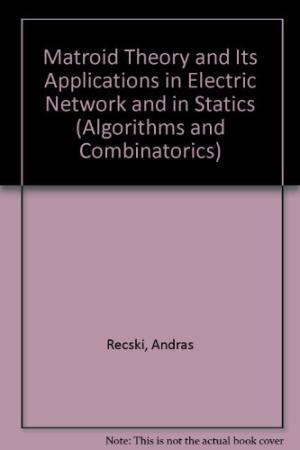 Matroid Theory and Its
Applications in Electric
Network and in Statics
(Algorithms and
Combinatorics)
Recski, Andras
Note: This is not the actual book cover